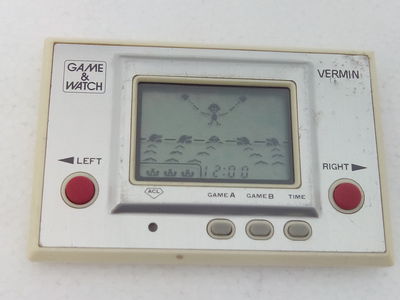 GAME
&
WATCH
VERMIN
LEFT
RIGHT
12:00
ACL
GAME A GAME B TIME